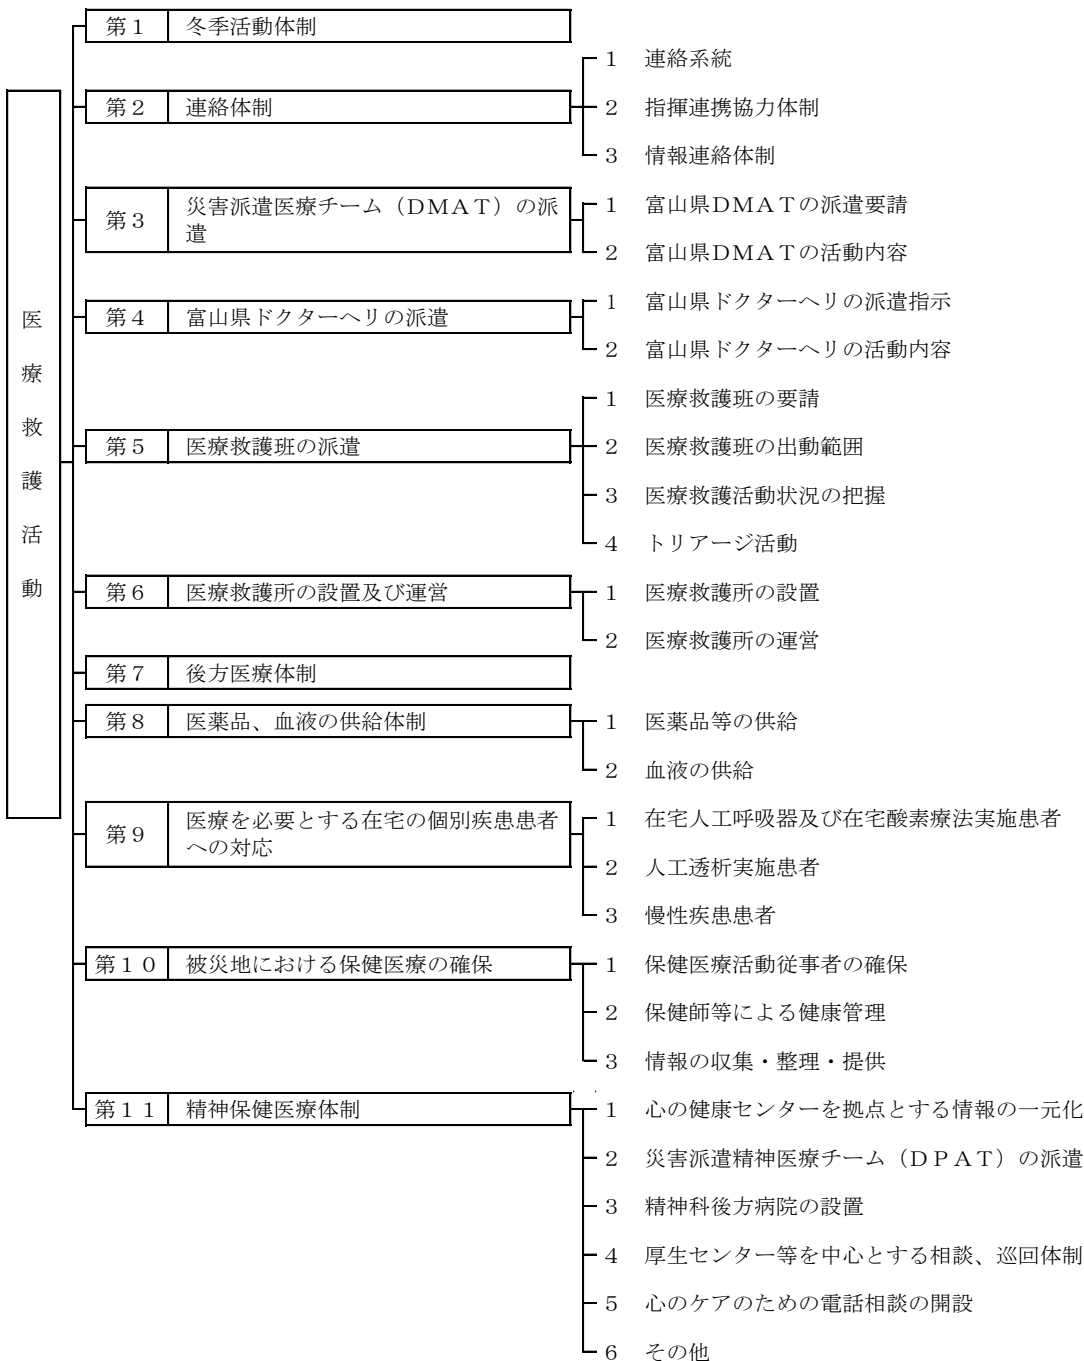 医療救護活動
第１ 冬季活動体制
第２ 連絡体制
１ 連絡系統
２ 指揮連携協力体制
３ 情報連絡体制
第３ 災害派遣医療チーム（ＤＭＡＴ）の派
遣
１ 富山県ＤＭＡＴの派遣要請
２ 富山県ＤＭＡＴの活動内容
第４ 富山県ドクターヘリの派遣
１ 富山県ドクターヘリの派遣指示
２ 富山県ドクターヘリの活動内容
第５ 医療救護班の派遣
１ 医療救護班の要請
２ 医療救護班の出動範囲
３ 医療救護活動状況の把握
４ トリアージ活動
第６ 医療救護所の設置及び運営
１ 医療救護所の設置
２ 医療救護所の運営
第７ 後方医療体制
第８ 医薬品、血液の供給体制
１ 医薬品等の供給
２ 血液の供給
第９ 医療を必要とする在宅の個別疾患患者
への対応
１ 在宅人工呼吸器及び在宅酸素療法実施患者
２ 人工透析実施患者
３ 慢性疾患患者
第１０ 被災地における保健医療の確保
１ 保健医療活動従事者の確保
２ 保健師等による健康管理
３ 情報の収集・整理・提供
第１１ 精神保健医療体制
１ 心の健康センターを拠点とする情報の一元化
２ 災害派遣精神医療チーム（ＤＰＡＴ）の派遣
３ 精神科後方病院の設置
４ 厚生センター等を中心とする相談、巡回体制
５ 心のケアのための電話相談の開設
６ その他